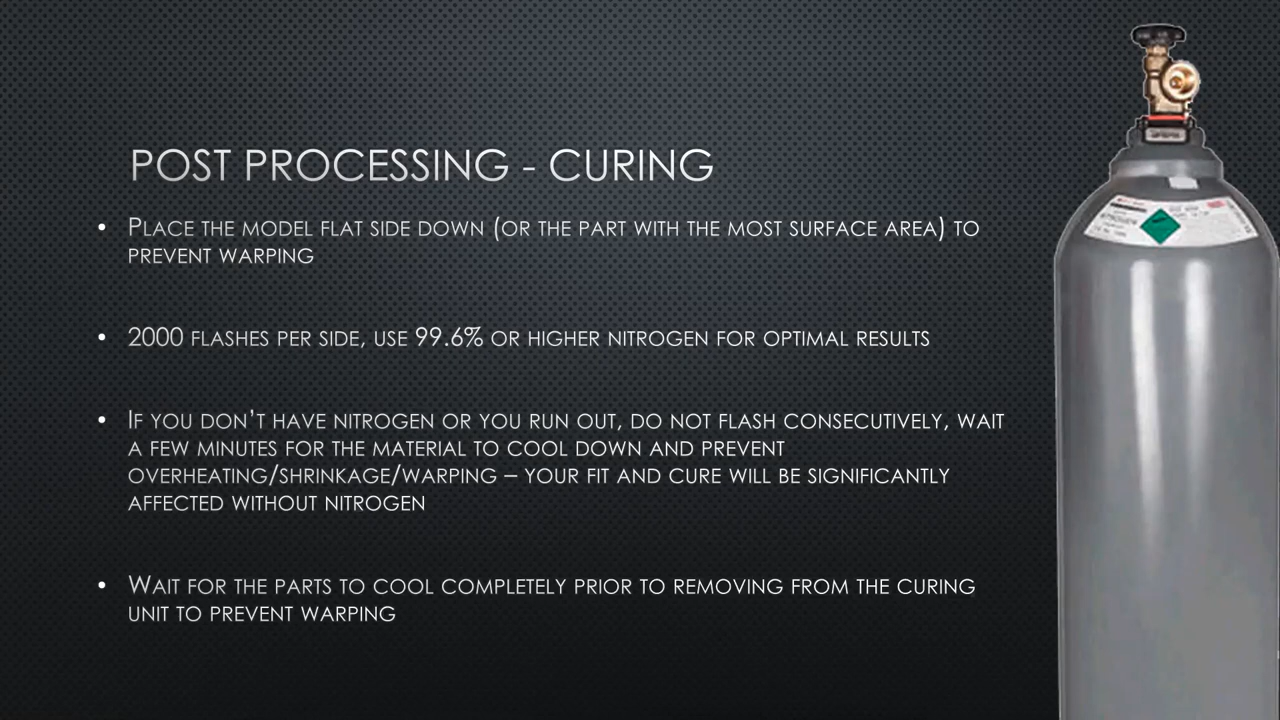 POST PROCESSING - CURING
• PLACE THE MODEL FLAT SIDE DOWN (OR THE PART WITH THE MOST SURFACE AREA) TO
PREVENT WARPING
• 2000 FLASHES PER SIDE, USE 99.6% OR HIGHER NITROGEN FOR OPTIMAL RESULTS
• IF YOU DON’T HAVE NITROGEN OR YOU RUN OUT, DO NOT FLASH CONSECUTIVELY, WAIT
A FEW MINUTES FOR THE MATERIAL TO COOL DOWN AND PREVENT
OVERHEATING/SHRINKAGE/WARPING – YOUR FIT AND CURE WILL BE SIGNIFICANTLY
AFFECTED WITHOUT NITROGEN
• WAIT FOR THE PARTS TO COOL COMPLETELY PRIOR TO REMOVING FROM THE CURING
UNIT TO PREVENT WARPING